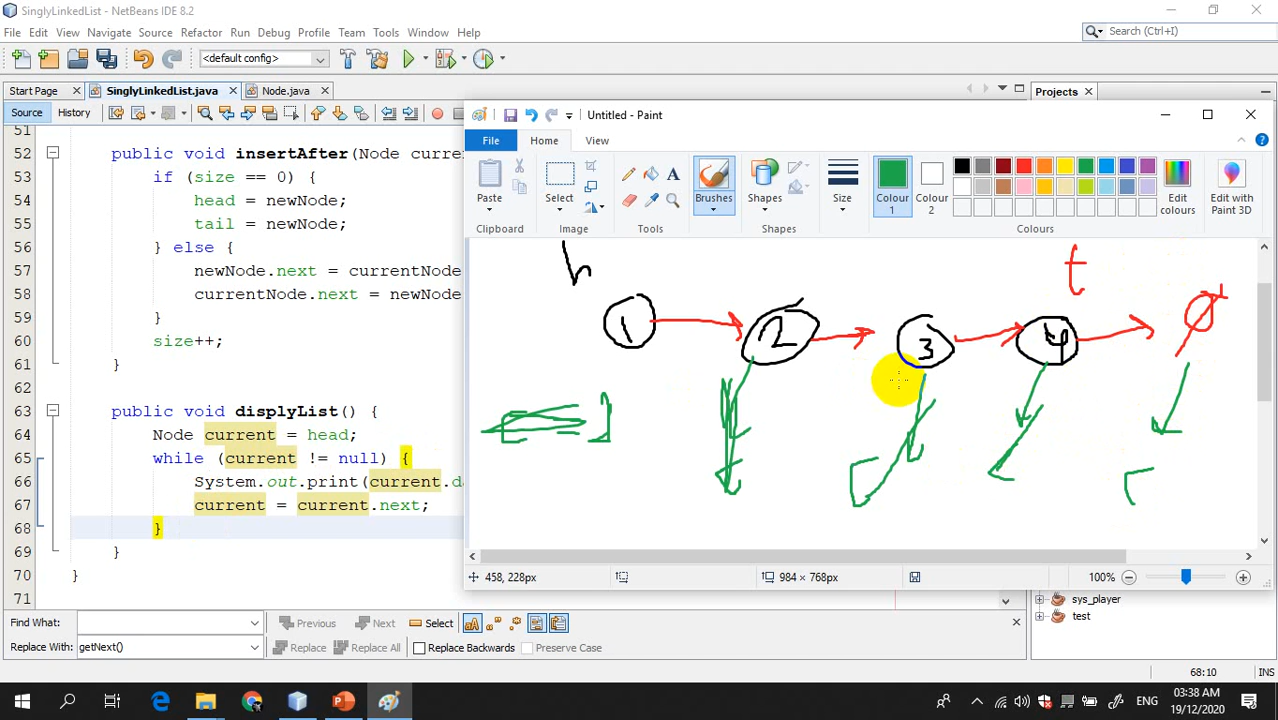 SinglyLinkedList - NetBeans IDE 8.2
File Edit View Navigate Source Refactor Run Debug Profile Team Tools Window Help
Search (Ctrl+I)
<default config>
Start Page SinglyLinkedList.java Node.java
Projects
Source History
51
52 public void insertAfter(Node curre
53 if (size == 0) {
54 head = newNode;
55 tail = newNode;
56 } else {
57 newNode.next = currentNode
58 currentNode.next = newNode
59 }
60 size++;
61 }
62
63 public void displyList() {
64 Node current = head;
65 while (current != null) {
66 System.out.print(current.da
67 current = current.next;
68 }
69 }
70 }
71
Untitled - Paint
File Home View
Paste Select Brushes Shapes Size Colour 1 Colour 2 Edit colours Edit with Paint 3D
Clipboard Image Tools Shapes Colours
h t
1 2 3 4
458, 228px 984 × 768px 100%
sys_player
test
Find What: Previous Next Select
Replace With: getNext() Replace Replace All Replace Backwards Preserve Case
68:10 INS
ENG 03:38 AM
19/12/2020